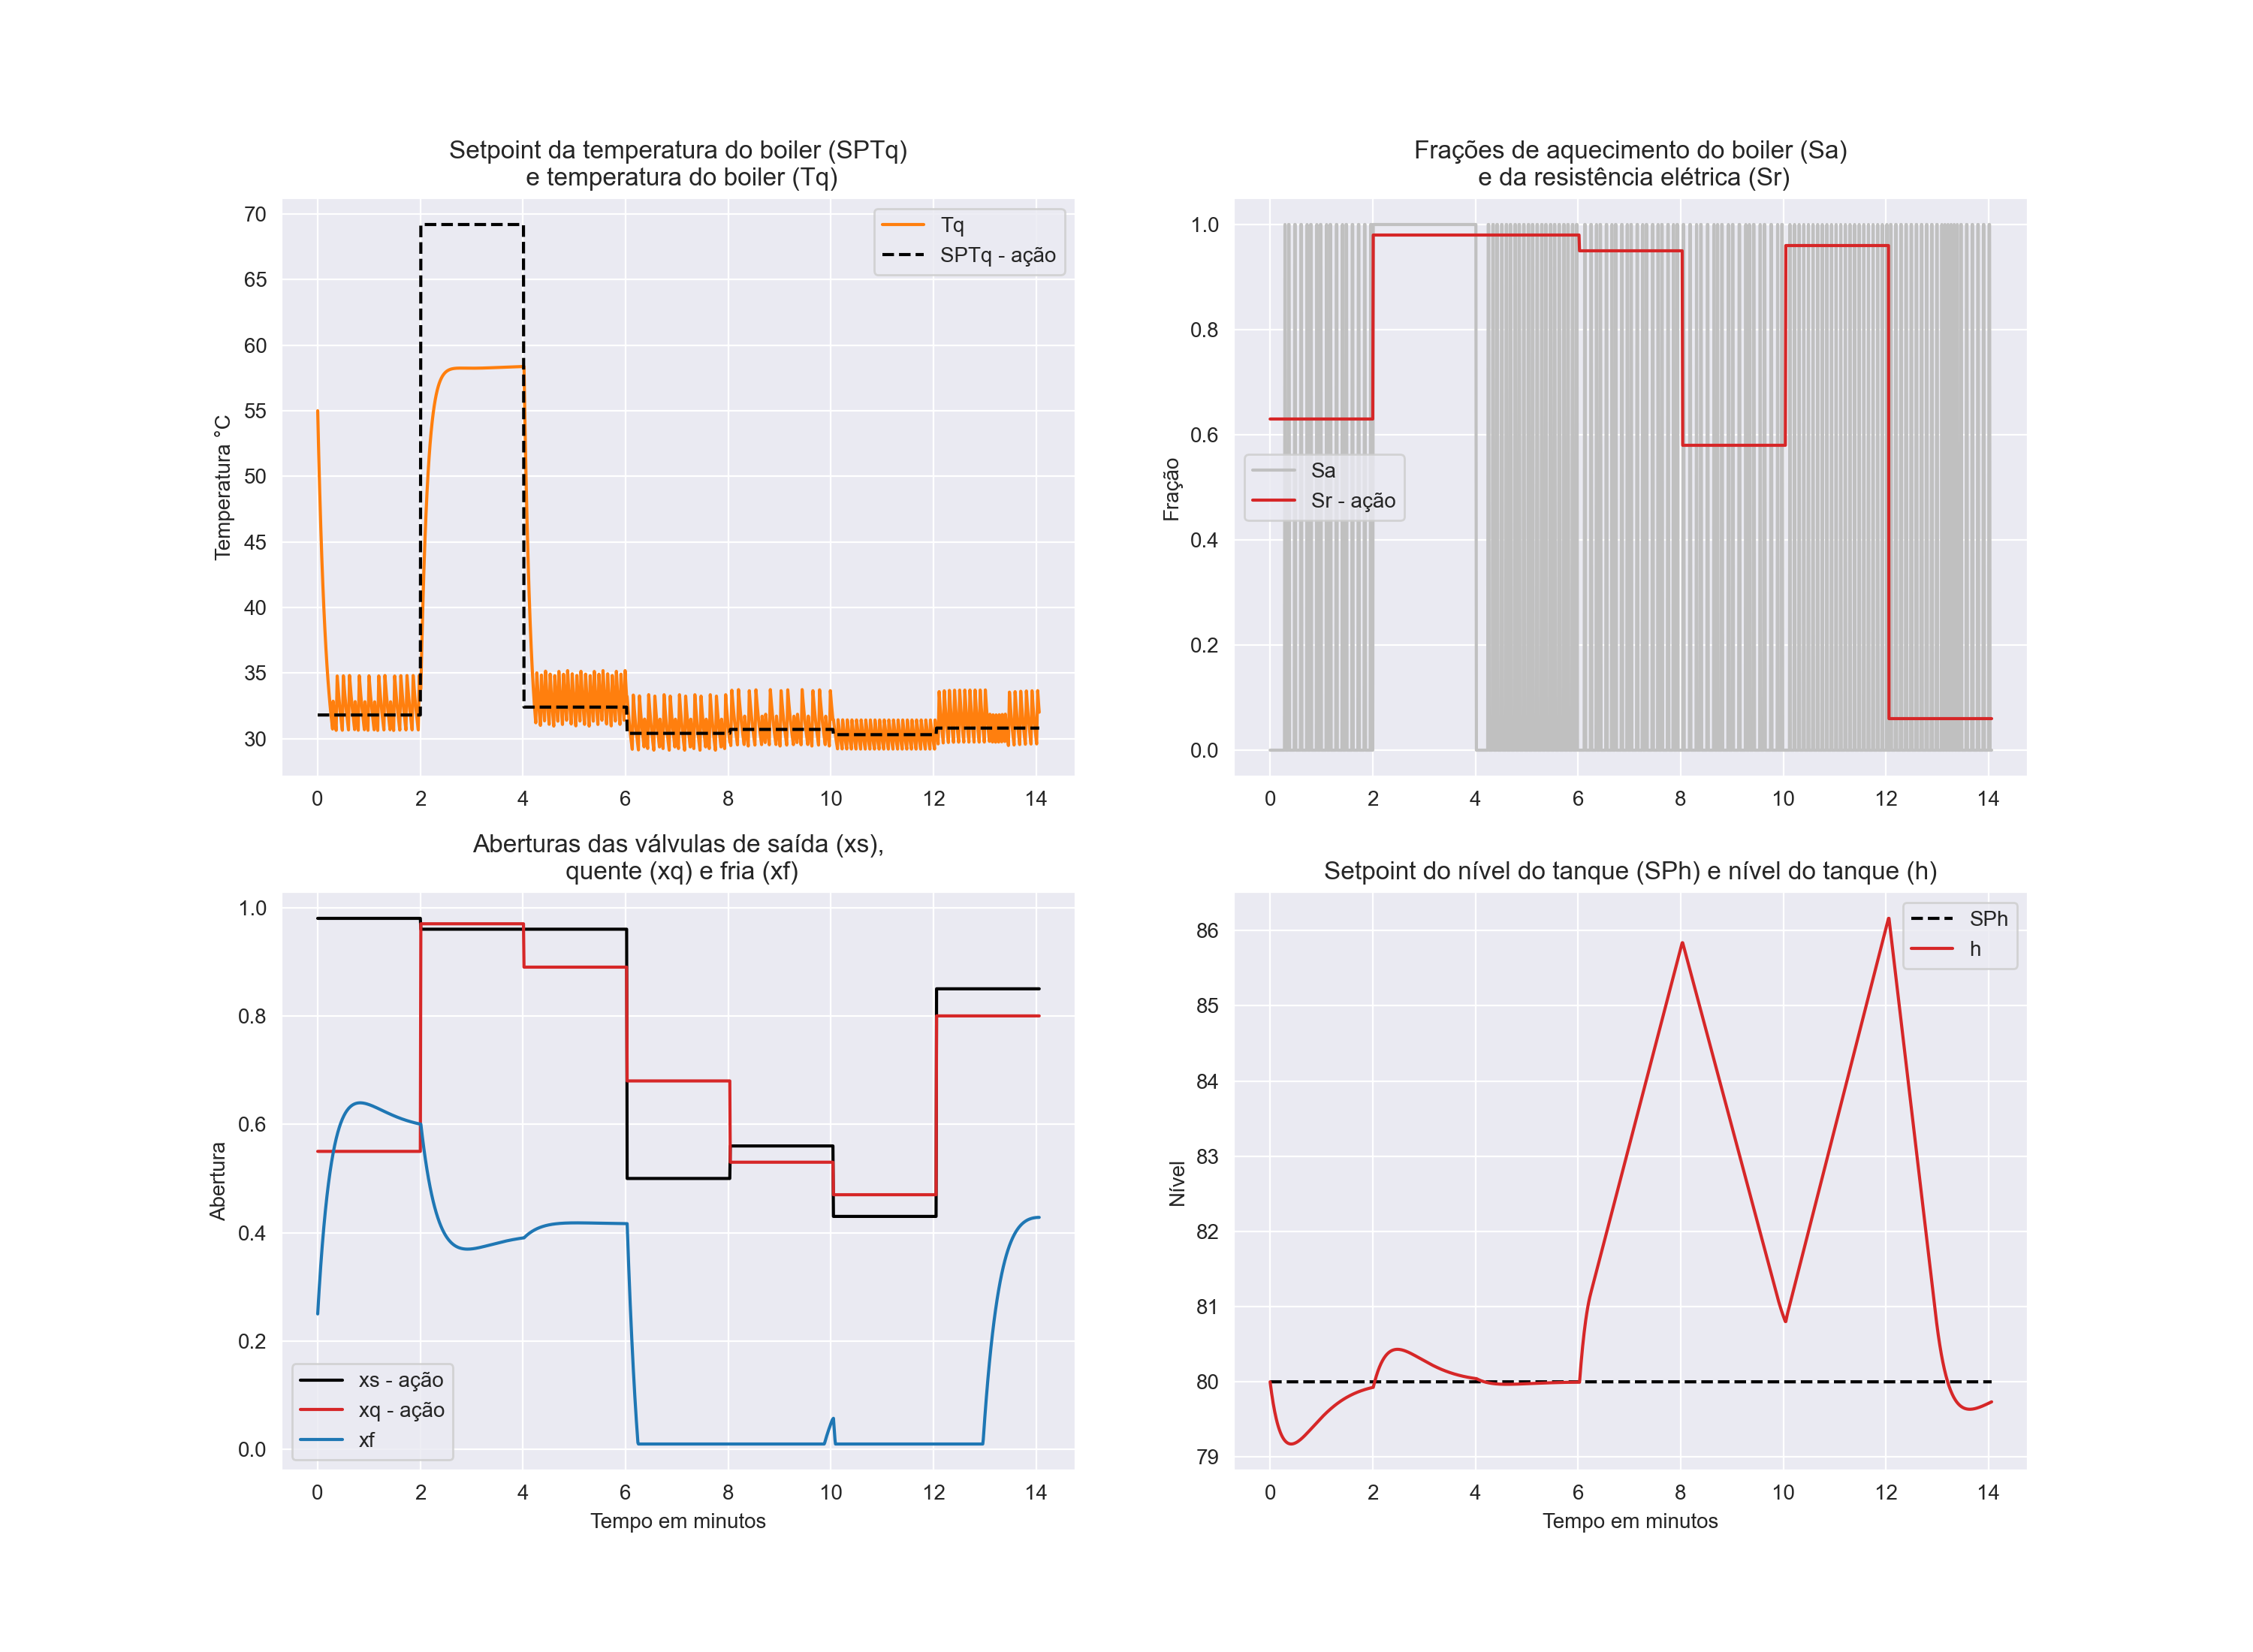 Setpoint da temperatura do boiler (SPTq)
e temperatura do boiler (Tq)
Temperatura °C
70
65
60
55
50
45
40
35
30
Tq
SPTq - ação
0 2 4 6 8 10 12 14
Frações de aquecimento do boiler (Sa)
e da resistência elétrica (Sr)
Fração
1.0
0.8
0.6
0.4
0.2
0.0
Sa
Sr - ação
0 2 4 6 8 10 12 14
Aberturas das válvulas de saída (xs),
quente (xq) e fria (xf)
Abertura
1.0
0.8
0.6
0.4
0.2
0.0
xs - ação
xq - ação
xf
0 2 4 6 8 10 12 14
Tempo em minutos
Setpoint do nível do tanque (SPh) e nível do tanque (h)
Nível
86
85
84
83
82
81
80
79
SPh
h
0 2 4 6 8 10 12 14
Tempo em minutos